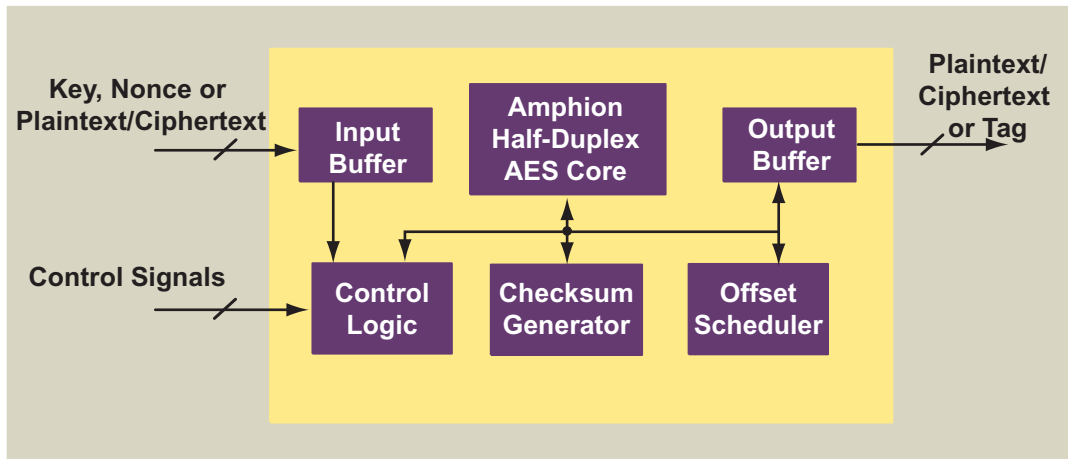 Key, Nonce or
Plaintext/Ciphertext
Input
Buffer
Amphion
Half-Duplex
AES Core
Output
Buffer
Plaintext/
Ciphertext
or Tag
Control Signals
Control
Logic
Checksum
Generator
Offset
Scheduler